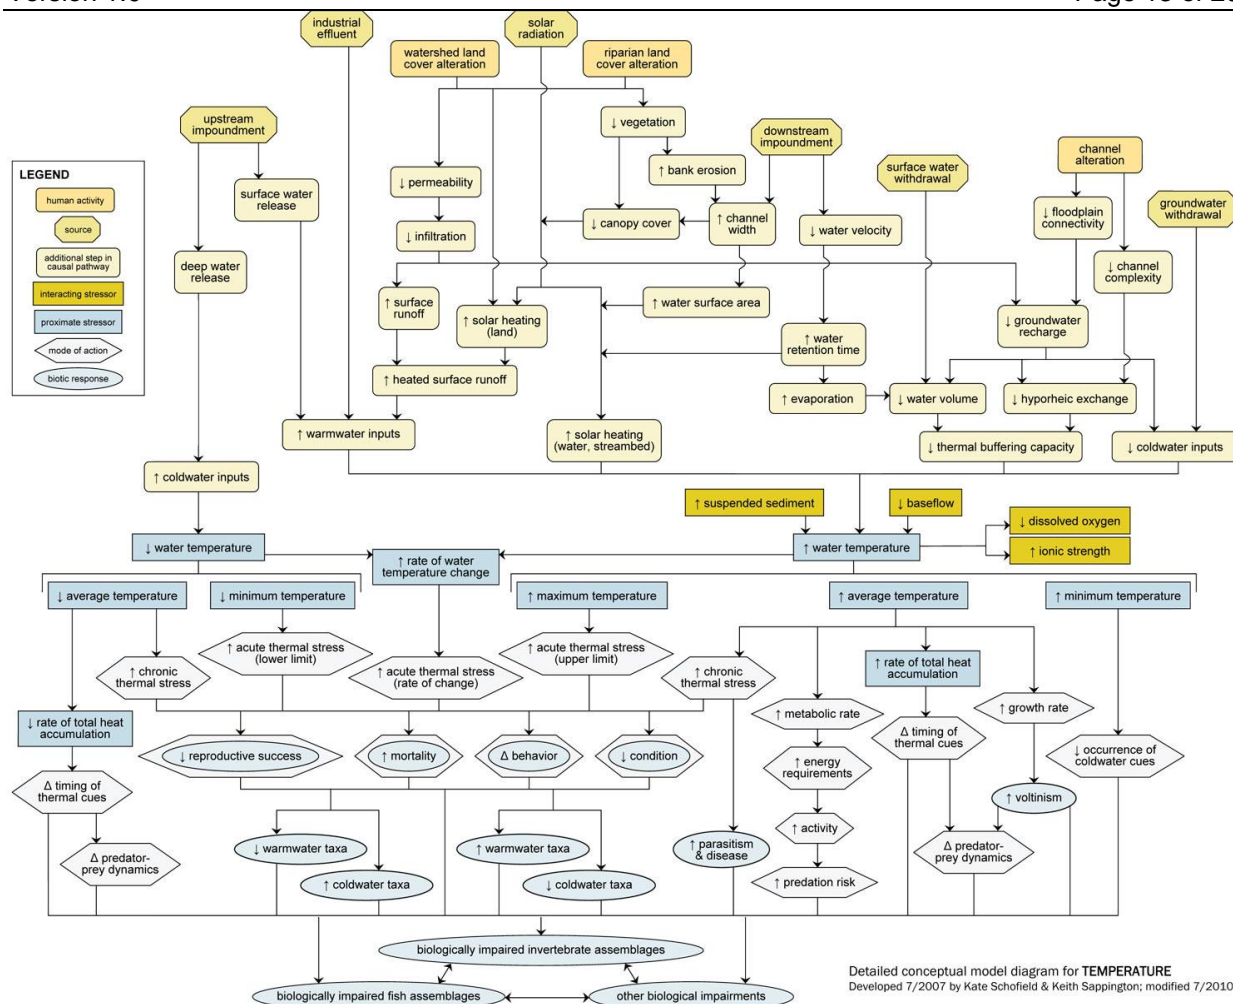 industrial
effluent
solar
radiation
watershed land
cover alteration
riparian land
cover alteration
upstream
impoundment
↓ vegetation
downstream
impoundment
channel
alteration
LEGEND
human activity
source
additional step in
causal pathway
interacting stressor
proximate stressor
mode of action
biotic response
surface water
release
↓ permeability
↑ bank erosion
surface water
withdrawal
groundwater
withdrawal
↓ infiltration
↓ canopy cover
↑ channel
width
↓ water velocity
↓ floodplain
connectivity
deep water
release
↓ channel
complexity
↑ surface
runoff
↑ solar heating
(land)
↑ water surface area
↓ groundwater
recharge
↑ water
retention time
↑ heated surface runoff
↑ evaporation
↓ water volume
↓ hyporheic exchange
↑ warmwater inputs
↑ solar heating
(water, streambed)
↓ thermal buffering capacity
↓ coldwater inputs
↑ coldwater inputs
↑ suspended sediment
↓ baseflow
↓ dissolved oxygen
↑ ionic strength
↓ water temperature
↑ rate of water
temperature change
↑ water temperature
↓ average temperature
↓ minimum temperature
↑ maximum temperature
↑ average temperature
↑ minimum temperature
↑ chronic
thermal stress
↑ acute thermal stress
(lower limit)
↑ acute thermal stress
(rate of change)
↑ acute thermal stress
(upper limit)
↑ chronic
thermal stress
↑ rate of total heat
accumulation
↓ rate of total heat
accumulation
↑ metabolic rate
↑ growth rate
Δ timing of
thermal cues
↓ reproductive success
↑ mortality
Δ behavior
↓ condition
↓ occurrence of
coldwater cues
↑ energy
requirements
Δ timing of
thermal cues
↑ voltinism
↑ activity
Δ predator-
prey dynamics
↓ warmwater taxa
↑ warmwater taxa
↑ parasitism
& disease
Δ predator-
prey dynamics
↑ coldwater taxa
↓ coldwater taxa
↑ predation risk
biologically impaired invertebrate assemblages
biologically impaired fish assemblages
other biological impairments
Detailed conceptual model diagram for TEMPERATURE
Developed 7/2007 by Kate Schofield & Keith Sappington; modified 7/2010